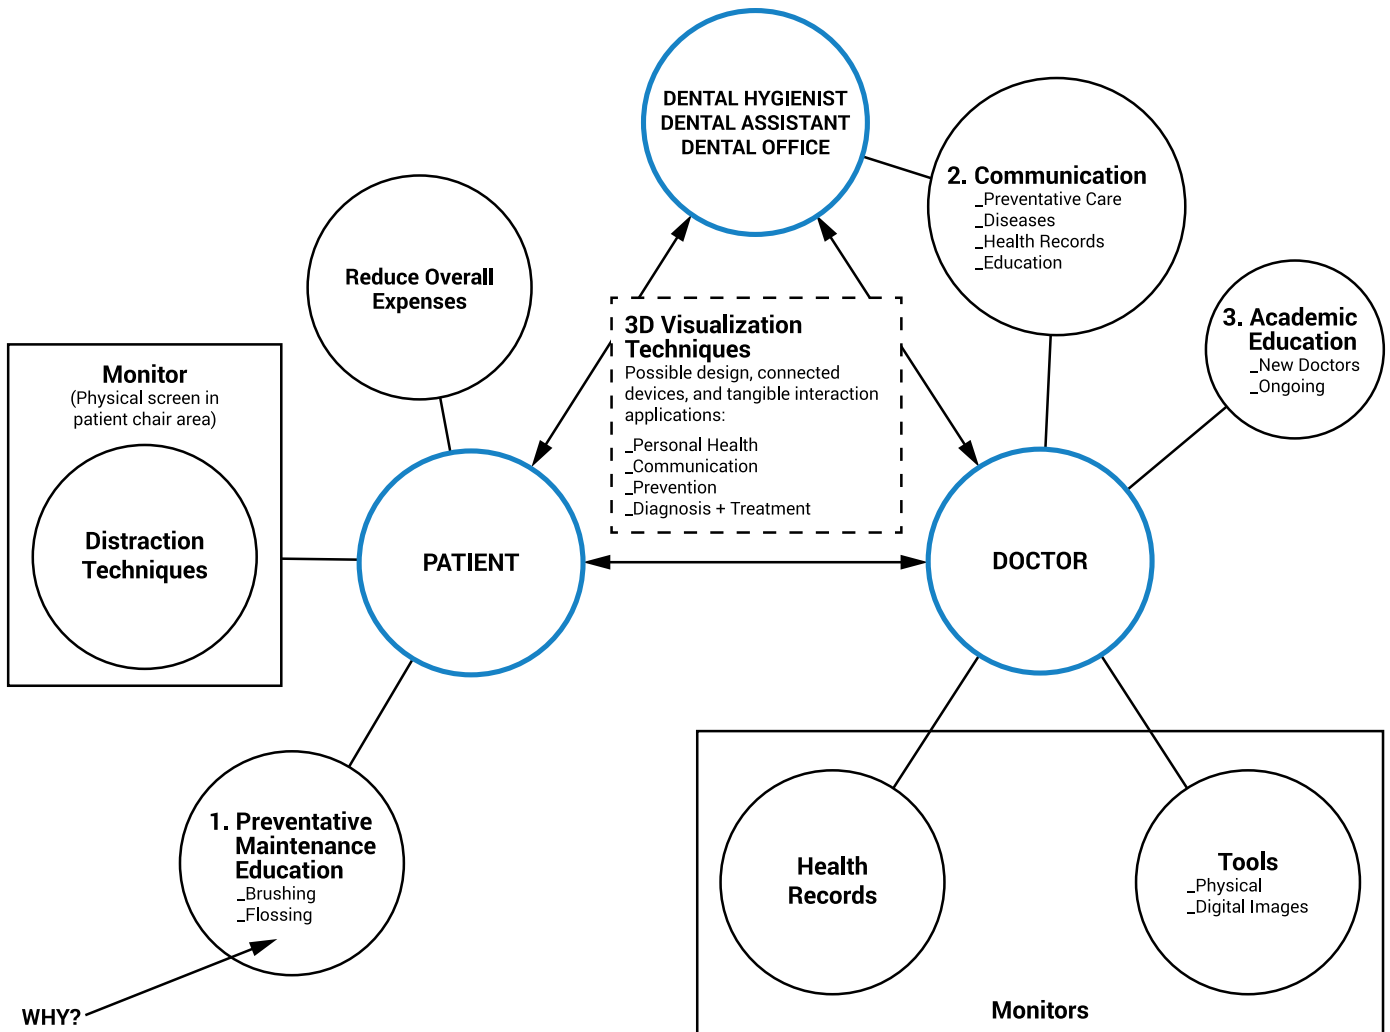 DENTAL HYGIENIST
DENTAL ASSISTANT
DENTAL OFFICE
2. Communication
_Preventative Care
_Diseases
_Health Records
_Education
Reduce Overall
Expenses
3D Visualization
Techniques
Possible design, connected
devices, and tangible interaction
applications:
_Personal Health
_Communication
_Prevention
_Diagnosis + Treatment
3. Academic
Education
_New Doctors
_Ongoing
Monitor
(Physical screen in
patient chair area)
Distraction
Techniques
PATIENT
DOCTOR
1. Preventative
Maintenance
Education
_Brushing
_Flossing
Health
Records
Tools
_Physical
_Digital Images
WHY?
Monitors